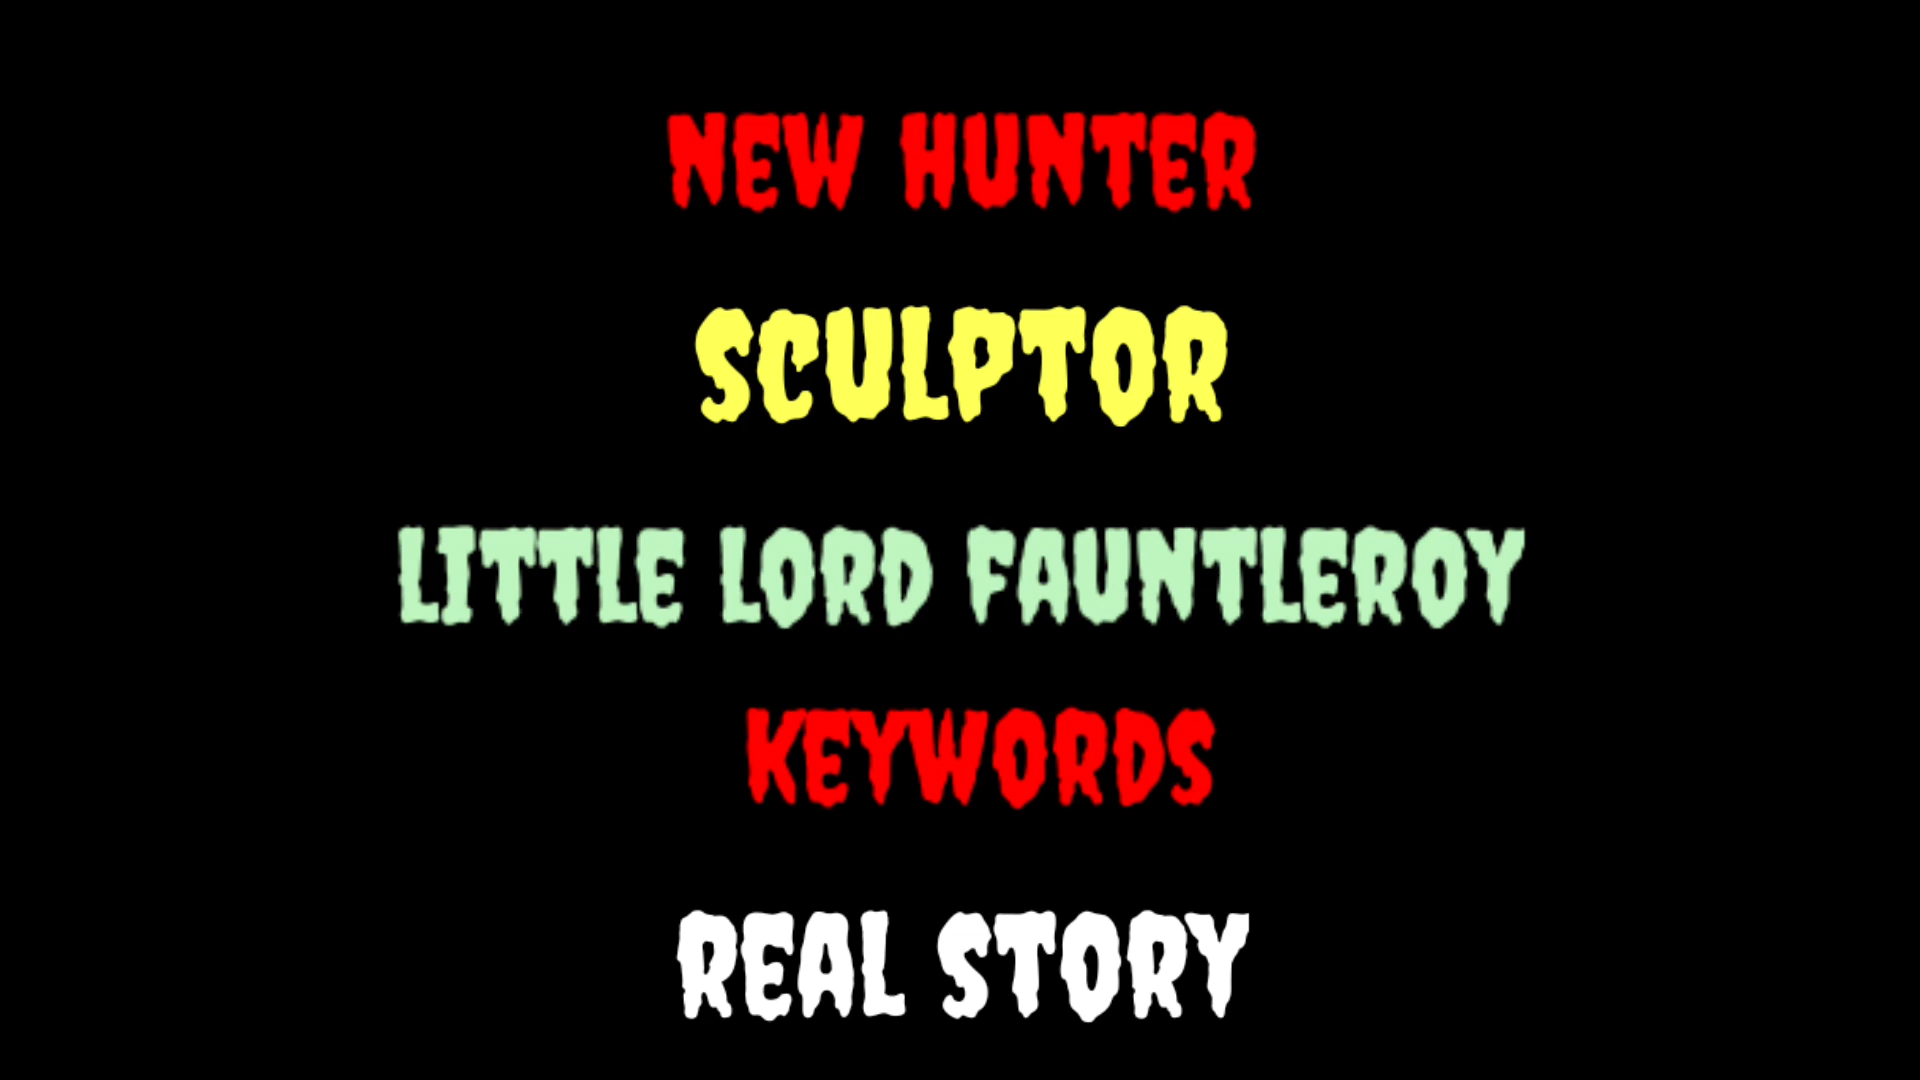 NEW HUNTER
SCULPTOR
LITTLE LORD FAUNTLEROY
KEYWORDS
REAL STORY